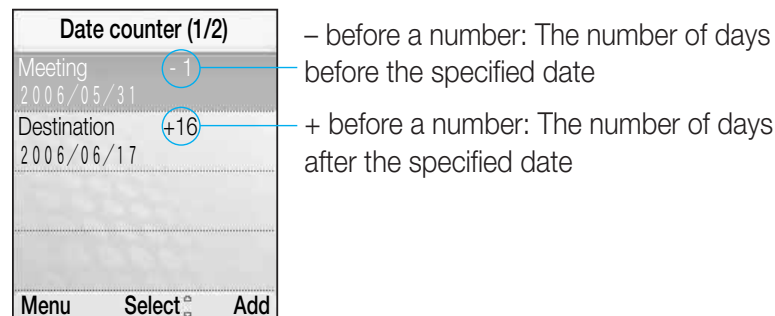 Date counter (1/2)
Meeting - 1
2006/05/31
Destination +16
2006/06/17
Menu Select Add
– before a number: The number of days
before the specified date
+ before a number: The number of days
after the specified date